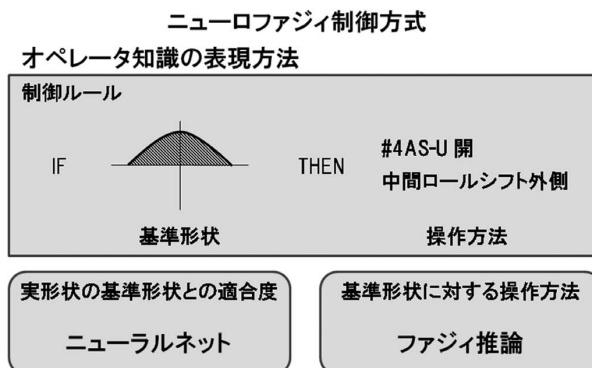 ニューロファジィ制御方式
オペレータ知識の表現方法
制御ルール
IF
THEN
#4AS-U 開
中間ロールシフト外側
基準形状
操作方法
実形状の基準形状との適合度
ニューラルネット
基準形状に対する操作方法
ファジィ推論